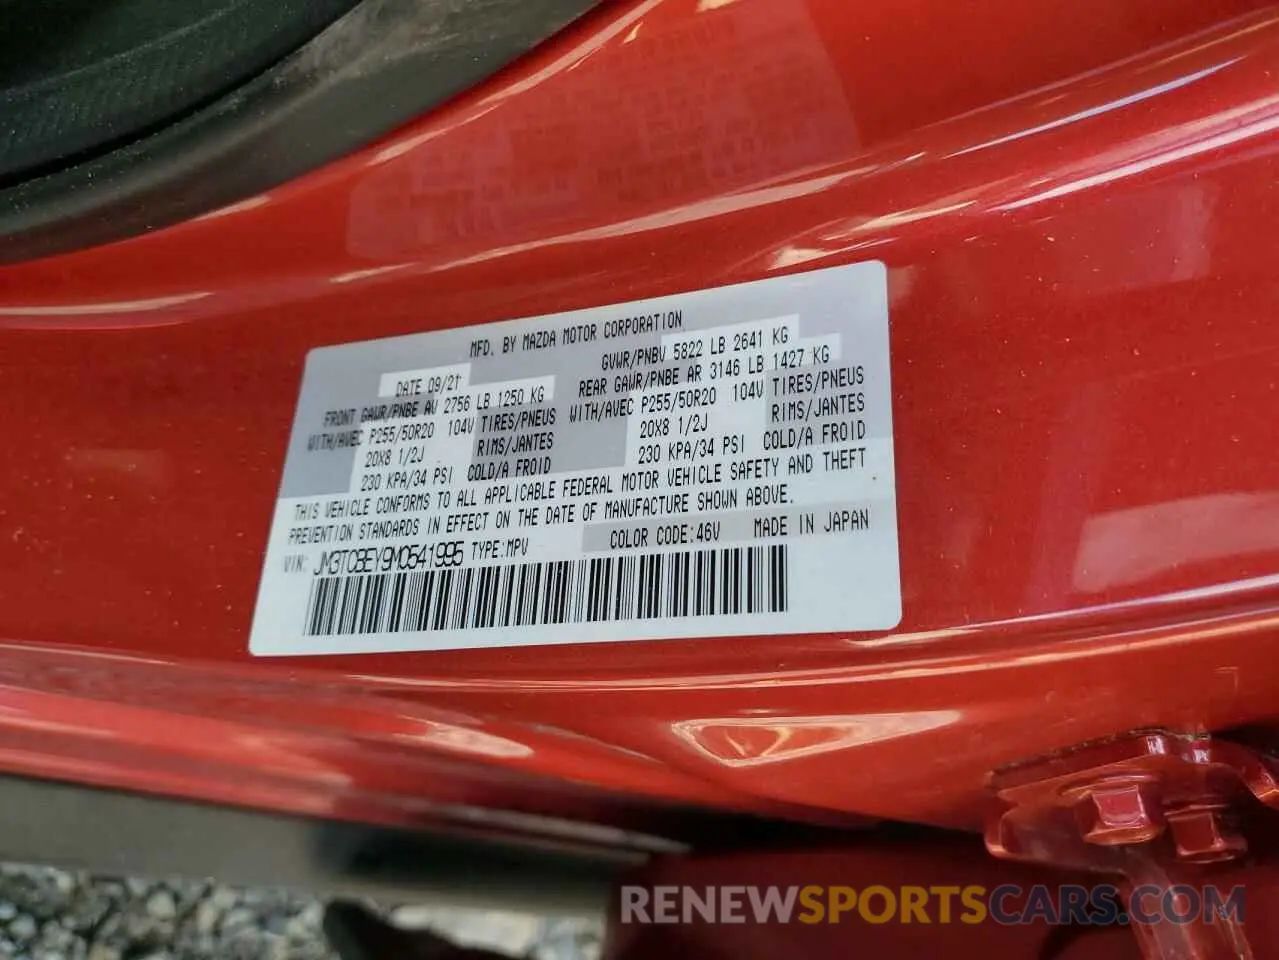 MFD. BY MAZDA MOTOR CORPORATION
DATE 09/21 GVWR/PNBV 5822 LB 2641 KG
FRONT GAWR/PNBE AV 2756 LB 1250 KG REAR GAWR/PNBE AR 3146 LB 1427 KG
WITH/AVEC P255/50R20 104V TIRES/PNEUS WITH/AVEC P255/50R20 104V TIRES/PNEUS
20X8 1/2J RIMS/JANTES 20X8 1/2J RIMS/JANTES
230 KPA/34 PSI COLD/A FROID 230 KPA/34 PSI COLD/A FROID
THIS VEHICLE CONFORMS TO ALL APPLICABLE FEDERAL MOTOR VEHICLE SAFETY AND THEFT
PREVENTION STANDARDS IN EFFECT ON THE DATE OF MANUFACTURE SHOWN ABOVE.
COLOR CODE:46V MADE IN JAPAN
VIN: JM3TCBEY9M0541995 TYPE:MPV
RENEWSPORTSCARS.COM